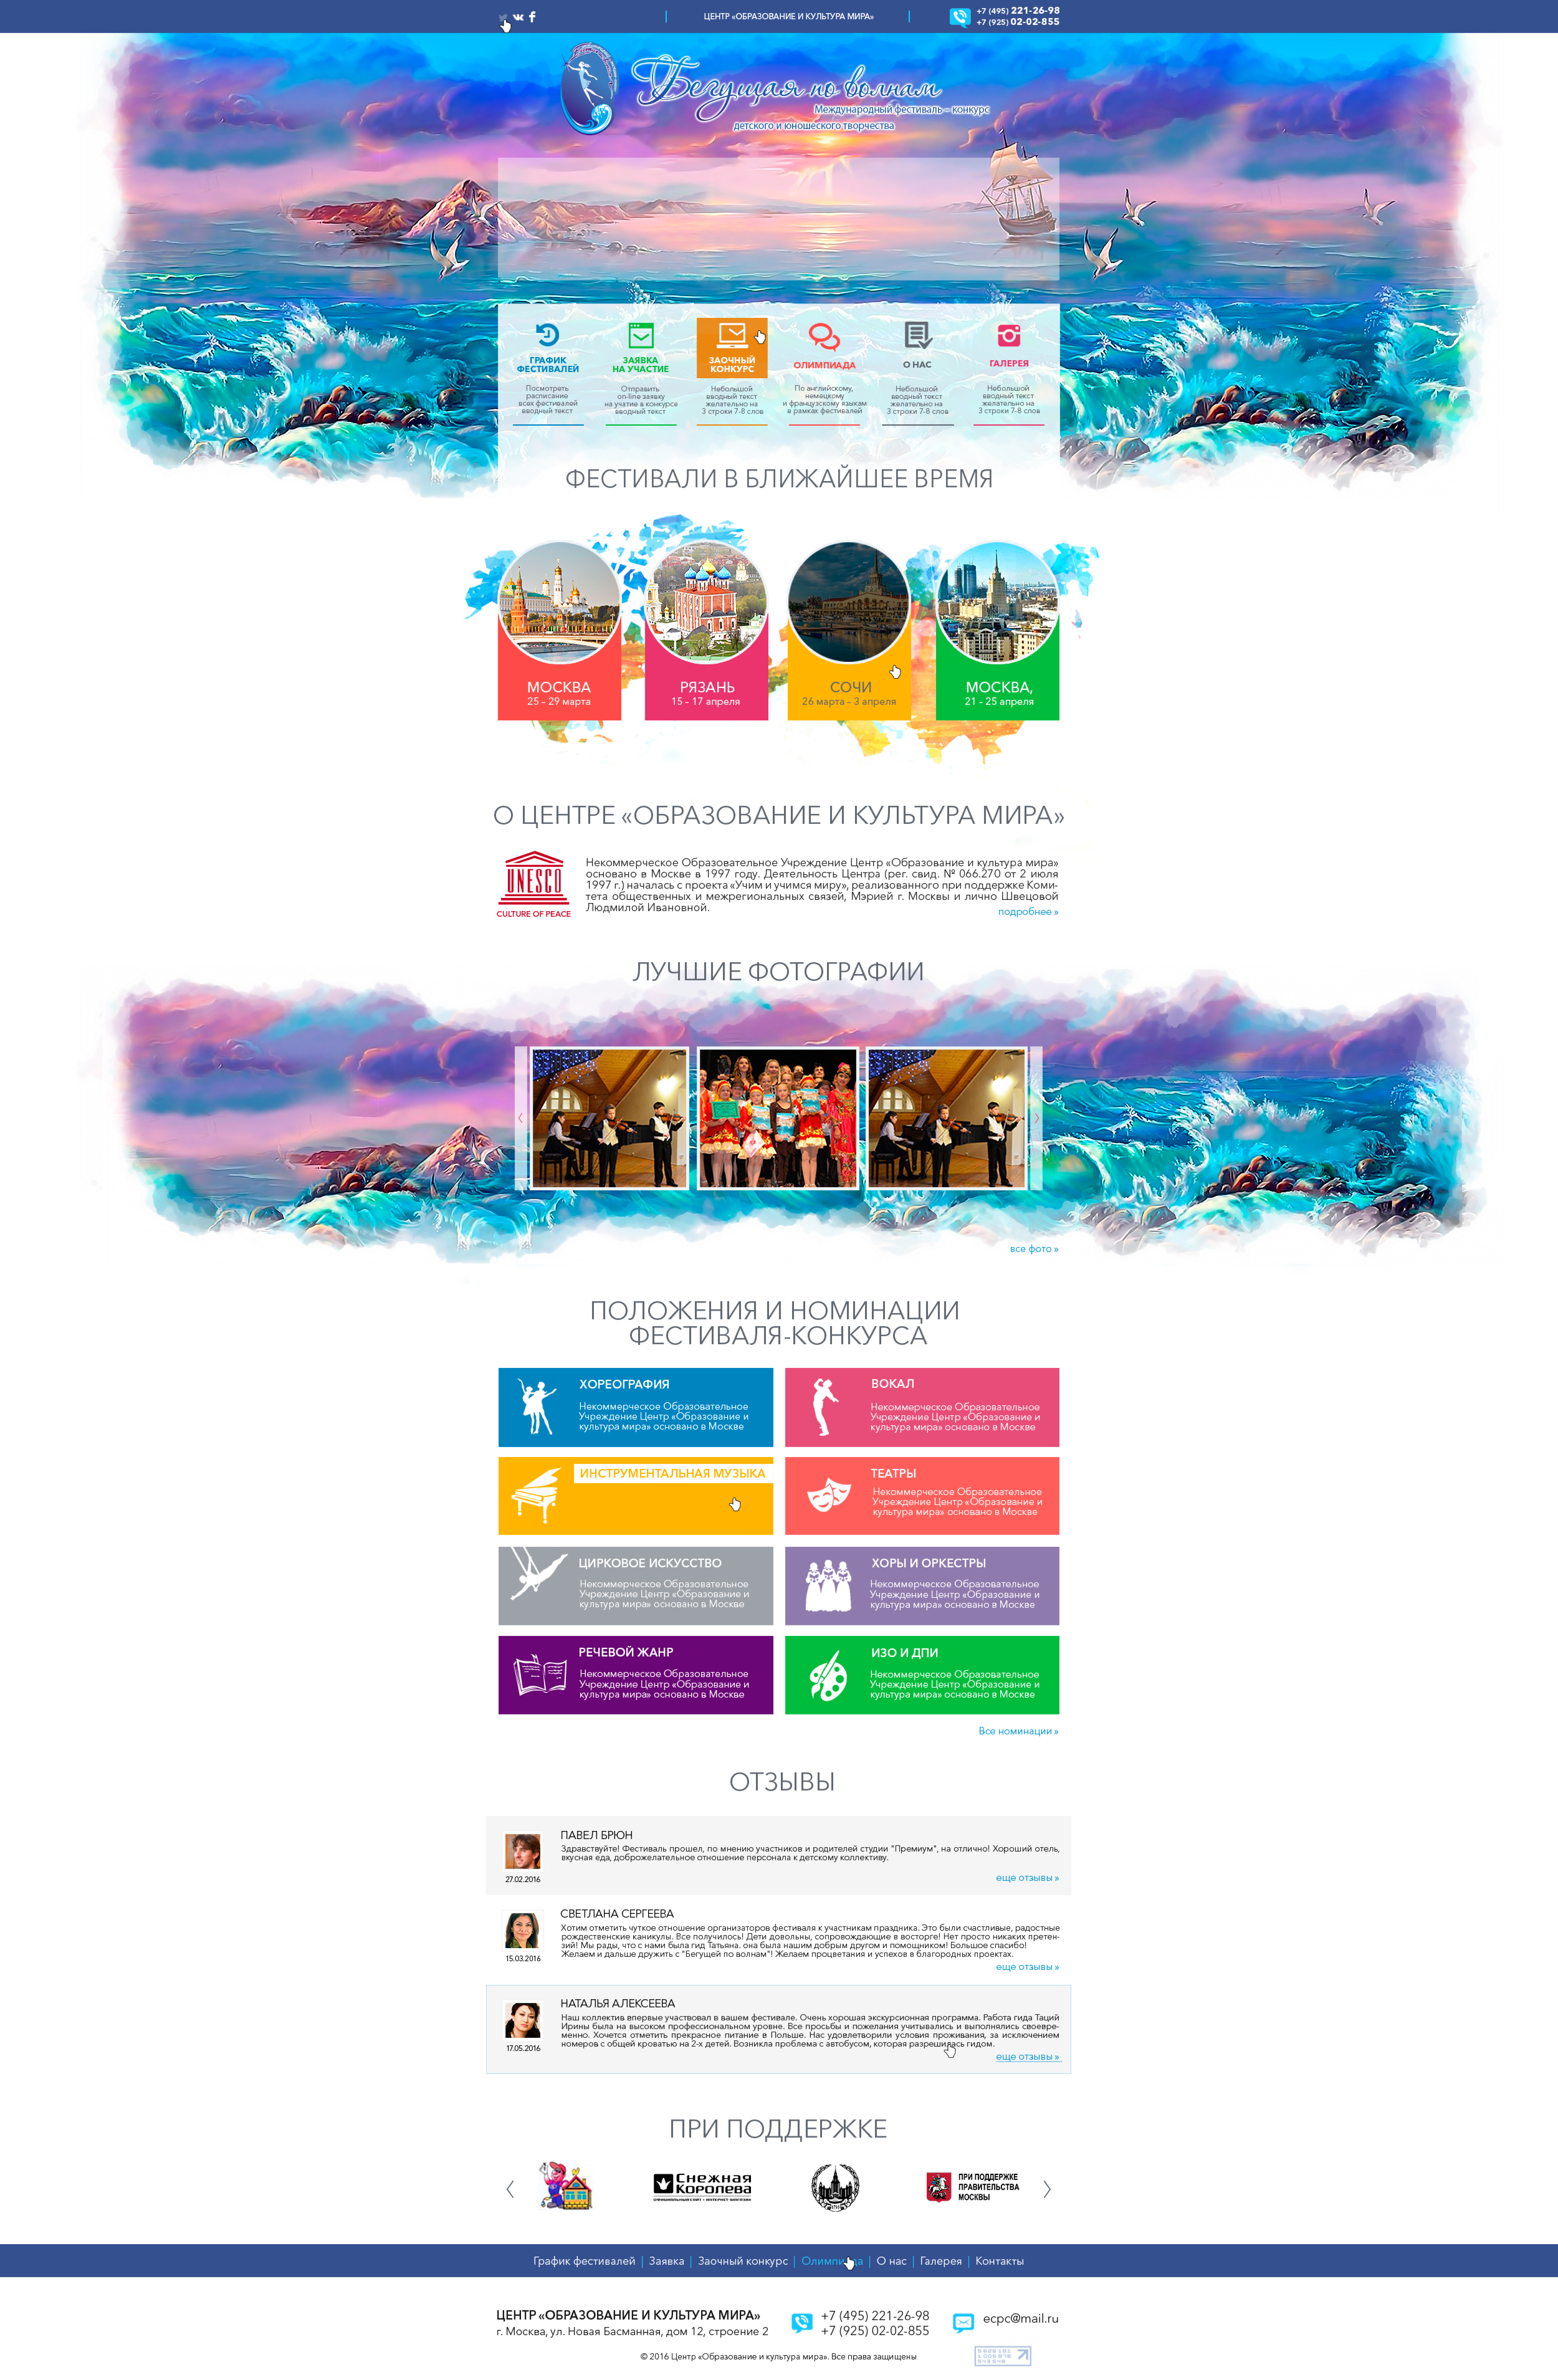 ЦЕНТР «ОБРАЗОВАНИЕ И КУЛЬТУРА МИРА»
+7 (495) 221-26-98
+7 (925) 02-02-855
Бегущая по волнам
Международный фестиваль – конкурс
детского и юношеского творчества
ГРАФИК
ФЕСТИВАЛЕЙ
Посмотреть
расписание
всех фестивалей
вводный текст
ЗАЯВКА
НА УЧАСТИЕ
Отправить
on-line заявку
на учатие в конкурсе
вводный текст
ЗАОЧНЫЙ
КОНКУРС
Небольшой
вводный текст
желательно на
3 строки 7-8 слов
ОЛИМПИАДА
По английскому,
немецкому
и французскому языкам
в рамках фестивалей
О НАС
Небольшой
вводный текст
желательно на
3 строки 7-8 слов
ГАЛЕРЕЯ
Небольшой
вводный текст
желательно на
3 строки 7-8 слов
ФЕСТИВАЛИ В БЛИЖАЙШЕЕ ВРЕМЯ
МОСКВА
25 – 29 марта
РЯЗАНЬ
15 – 17 апреля
СОЧИ
26 марта – 3 апреля
МОСКВА,
21 – 25 апреля
О ЦЕНТРЕ «ОБРАЗОВАНИЕ И КУЛЬТУРА МИРА»
UNESCO
CULTURE OF PEACE
Некоммерческое Образовательное Учреждение Центр «Образование и культура мира»
основано в Москве в 1997 году. Деятельность Центра (рег. свид. № 066.270 от 2 июля
1997 г.) началась с проекта «Учим и учимся миру», реализованного при поддержке Коми-
тета общественных и межрегиональных связей, Мэрией г. Москвы и лично Швецовой
Людмилой Ивановной.
подробнее »
ЛУЧШИЕ ФОТОГРАФИИ
все фото »
ПОЛОЖЕНИЯ И НОМИНАЦИИ
ФЕСТИВАЛЯ-КОНКУРСА
ХОРЕОГРАФИЯ
Некоммерческое Образовательное
Учреждение Центр «Образование и
культура мира» основано в Москве
ВОКАЛ
Некоммерческое Образовательное
Учреждение Центр «Образование и
культура мира» основано в Москве
ИНСТРУМЕНТАЛЬНАЯ МУЗЫКА
ТЕАТРЫ
Некоммерческое Образовательное
Учреждение Центр «Образование и
культура мира» основано в Москве
ЦИРКОВОЕ ИСКУССТВО
Некоммерческое Образовательное
Учреждение Центр «Образование и
культура мира» основано в Москве
ХОРЫ И ОРКЕСТРЫ
Некоммерческое Образовательное
Учреждение Центр «Образование и
культура мира» основано в Москве
РЕЧЕВОЙ ЖАНР
Некоммерческое Образовательное
Учреждение Центр «Образование и
культура мира» основано в Москве
ИЗО И ДПИ
Некоммерческое Образовательное
Учреждение Центр «Образование и
культура мира» основано в Москве
Все номинации »
ОТЗЫВЫ
ПАВЕЛ БРЮН
Здравствуйте! Фестиваль прошел, по мнению участников и родителей студии "Премиум", на отлично! Хороший отель,
вкусная еда, доброжелательное отношение персонала к детскому коллективу.
27.02.2016
еще отзывы »
СВЕТЛАНА СЕРГЕЕВА
Хотим отметить чуткое отношение организаторов фестиваля к участникам праздника. Это были счастливые, радостные
рождественские каникулы. Все получилось! Дети довольны, сопровождающие в восторге! Нет просто никаких претен-
зий! Мы рады, что с нами была гид Татьяна. она была нашим добрым другом и помощником! Большое спасибо!
Желаем и дальше дружить с "Бегущей по волнам"! Желаем процветания и успехов в благородных проектах.
15.03.2016
еще отзывы »
НАТАЛЬЯ АЛЕКСЕЕВА
Наш коллектив впервые участвовал в вашем фестивале. Очень хорошая экскурсионная программа. Работа гида Таций
Ирины была на высоком профессиональном уровне. Все просьбы и пожелания учитывались и выполнялись своевре-
менно. Хочется отметить прекрасное питание в Польше. Нас удовлетворили условия проживания, за исключением
номеров с общей кроватью на 2-х детей. Возникла проблема с автобусом, которая разрешилась гидом.
17.05.2016
еще отзывы »
ПРИ ПОДДЕРЖКЕ
Снежная
Королева
ОФИЦИАЛЬНЫЙ САЙТ + ИНТЕРНЕТ-МАГАЗИН
ПРИ ПОДДЕРЖКЕ
ПРАВИТЕЛЬСТВА
МОСКВЫ
График фестивалей | Заявка | Заочный конкурс | Олимпиада | О нас | Галерея | Контакты
ЦЕНТР «ОБРАЗОВАНИЕ И КУЛЬТУРА МИРА»
г. Москва, ул. Новая Басманная, дом 12, строение 2
+7 (495) 221-26-98
+7 (925) 02-02-855
ecpc@mail.ru
© 2016 Центр «Образование и культура мира». Все права защищены